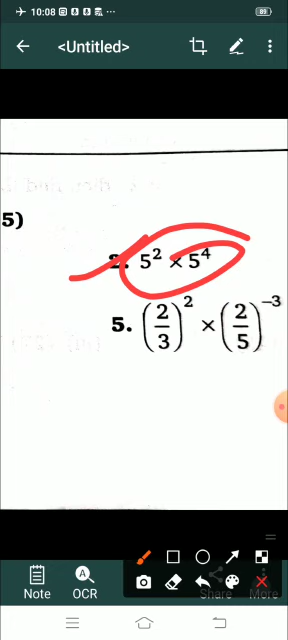 10:08
89
<Untitled>
5)
2. 5² × 5⁴
5. (2/3)² × (2/5)⁻³
Note
OCR
Share
More